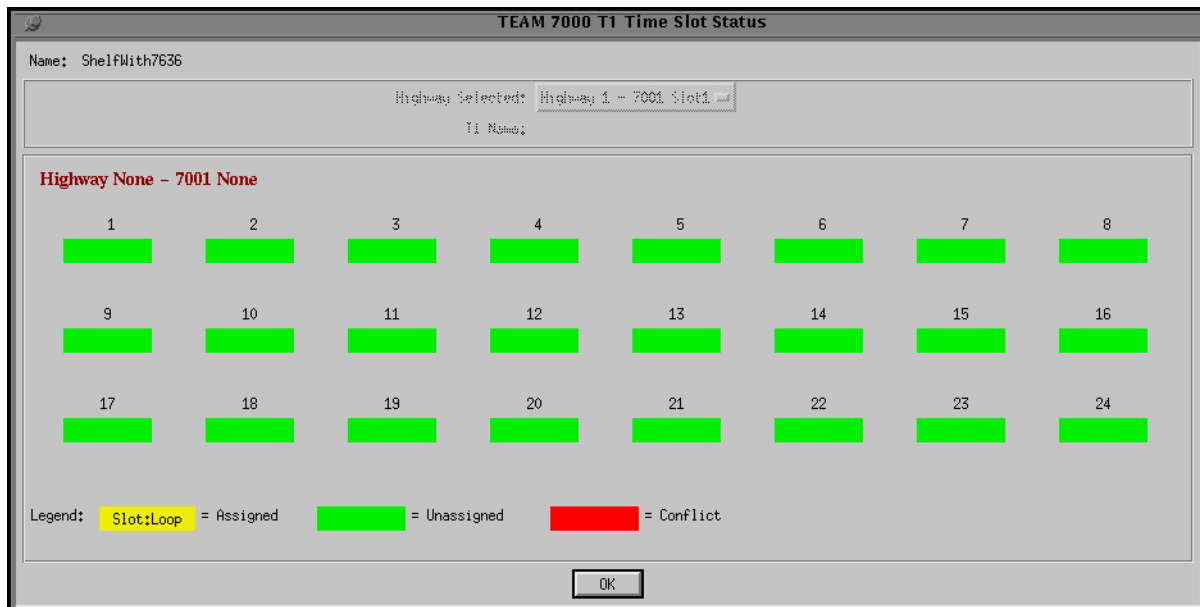 TEAM 7000 T1 Time Slot Status
Name: ShelfWith7636
Highway Selected: Highway 1 - 7001 Slot1
T1 Name:
Highway None - 7001 None
1 2 3 4 5 6 7 8
9 10 11 12 13 14 15 16
17 18 19 20 21 22 23 24
Legend: Slot:Loop = Assigned = Unassigned = Conflict
OK